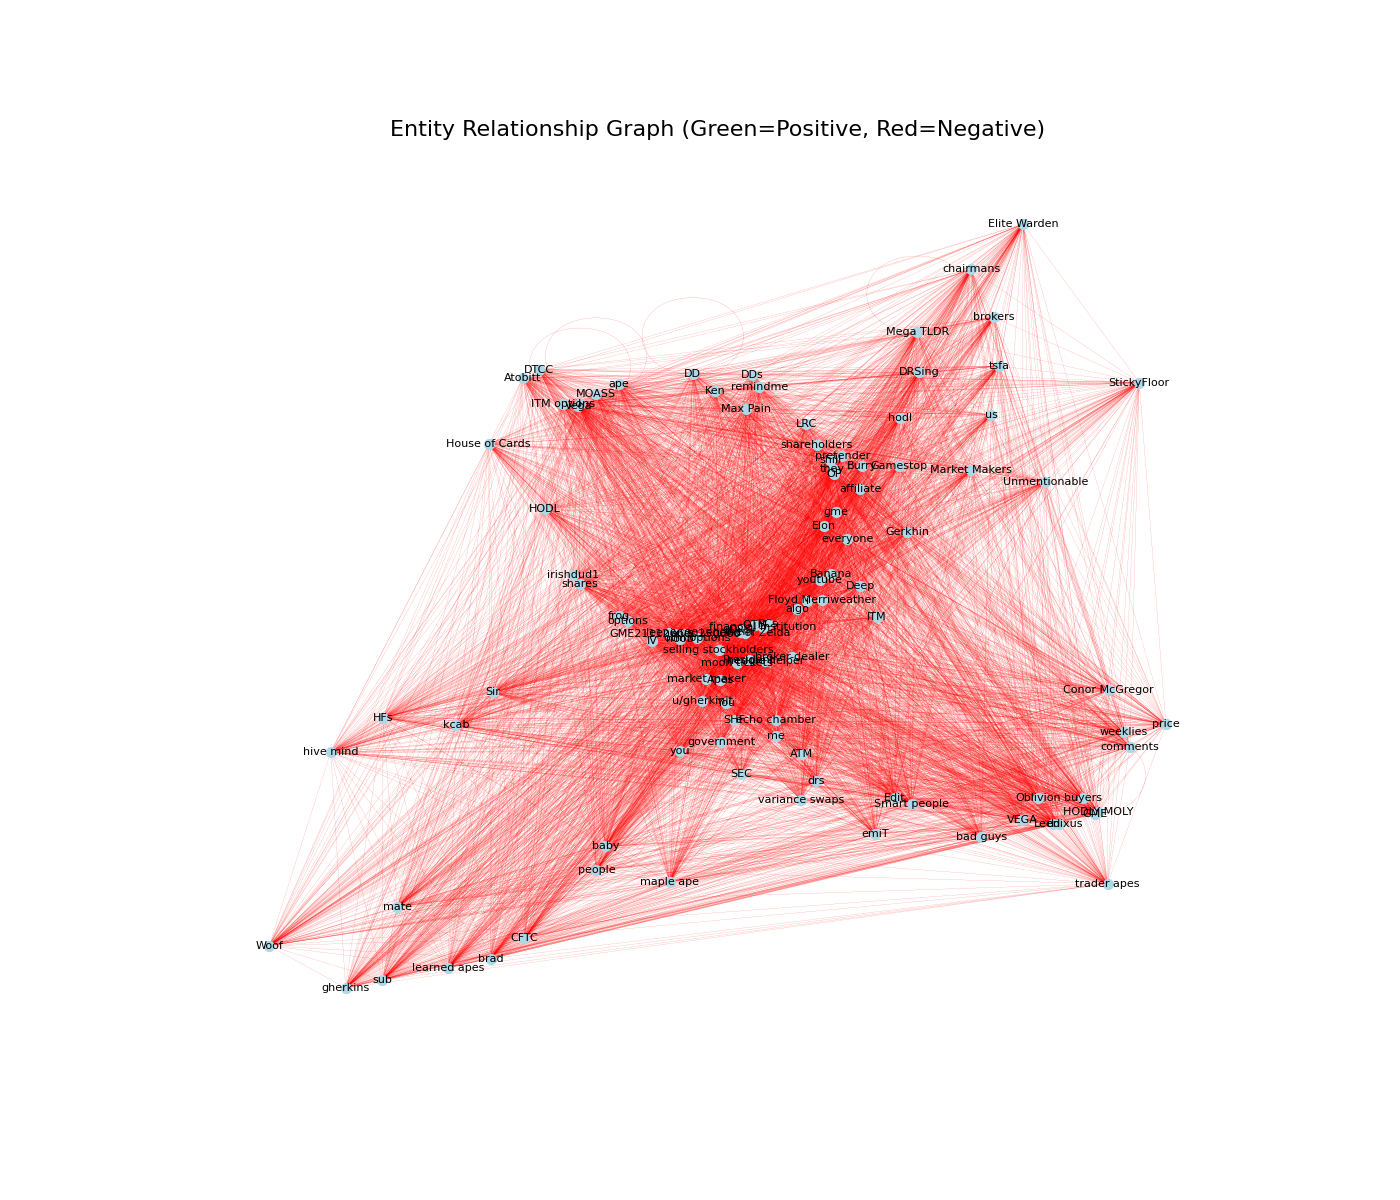 Entity Relationship Graph (Green=Positive, Red=Negative)
Elite Warden
chairmans
brokers
Mega TLDR
tsfa
DRSing
StickyFloor
DTCC
Atobitt
ape
MOASS
ITM options
vega
DD
DDs
Ken
remindme
Max Pain
us
hodl
LRC
House of Cards
shareholders
pretender
shill
they
OP
Burry
Gamestop
Market Makers
Unmentionable
affiliate
HODL
gme
Elon
everyone
Gerkhin
irishdud1
shares
Banana
youtube
Deep
Floyd Merriweather
algo
frog
options
ITM
financial institution
IV
selling stockholders
broker dealer
market maker
Apes
Sir
u/gherkinit
You
Conor McGregor
HFs
kcab
SHF
echo chamber
price
weeklies
me
government
comments
hive mind
you
ATM
SEC
drs
variance swaps
Edit
Smart people
Oblivion buyers
HODLY MOLY
GME
VEGA
emiT
bad guys
baby
people
maple ape
trader apes
mate
CFTC
Woof
brad
learned apes
sub
gherkins